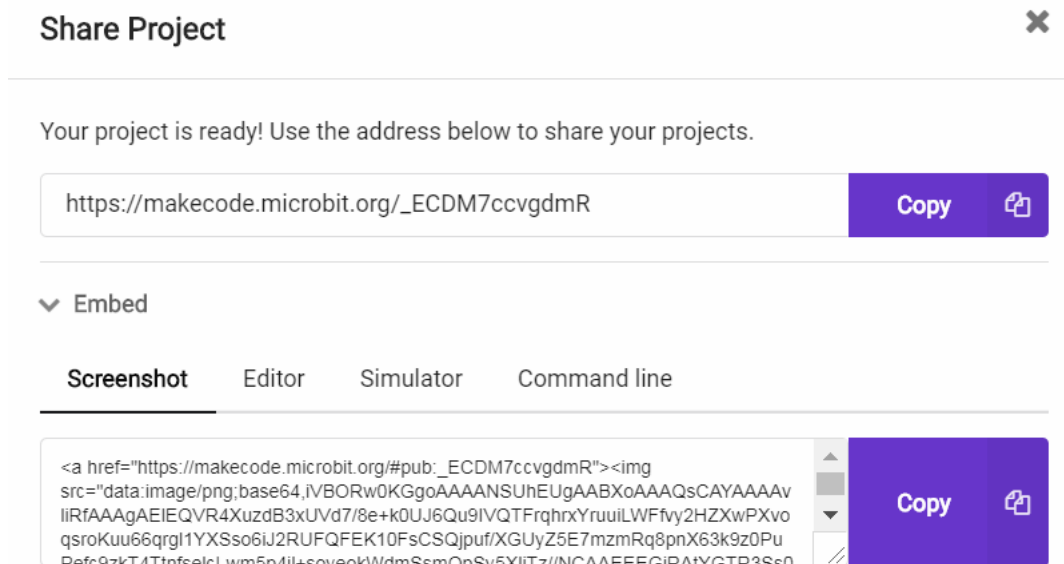 Share Project
Your project is ready! Use the address below to share your projects.
https://makecode.microbit.org/_ECDM7ccvgdmR
Copy
Embed
Screenshot Editor Simulator Command line
<a href="https://makecode.microbit.org/#pub:_ECDM7ccvgdmR"><img
src="data:image/png;base64,iVBORw0KGgoAAAANSUhEUgAABXoAAAQsCAYAAAAv
liRfAAAgAElEQVR4XuzdB3xUVd7/8e+k0UJ6Qu9IVQTFrqhrxYruuiLWFfvy2HZXwPXvo
Copy